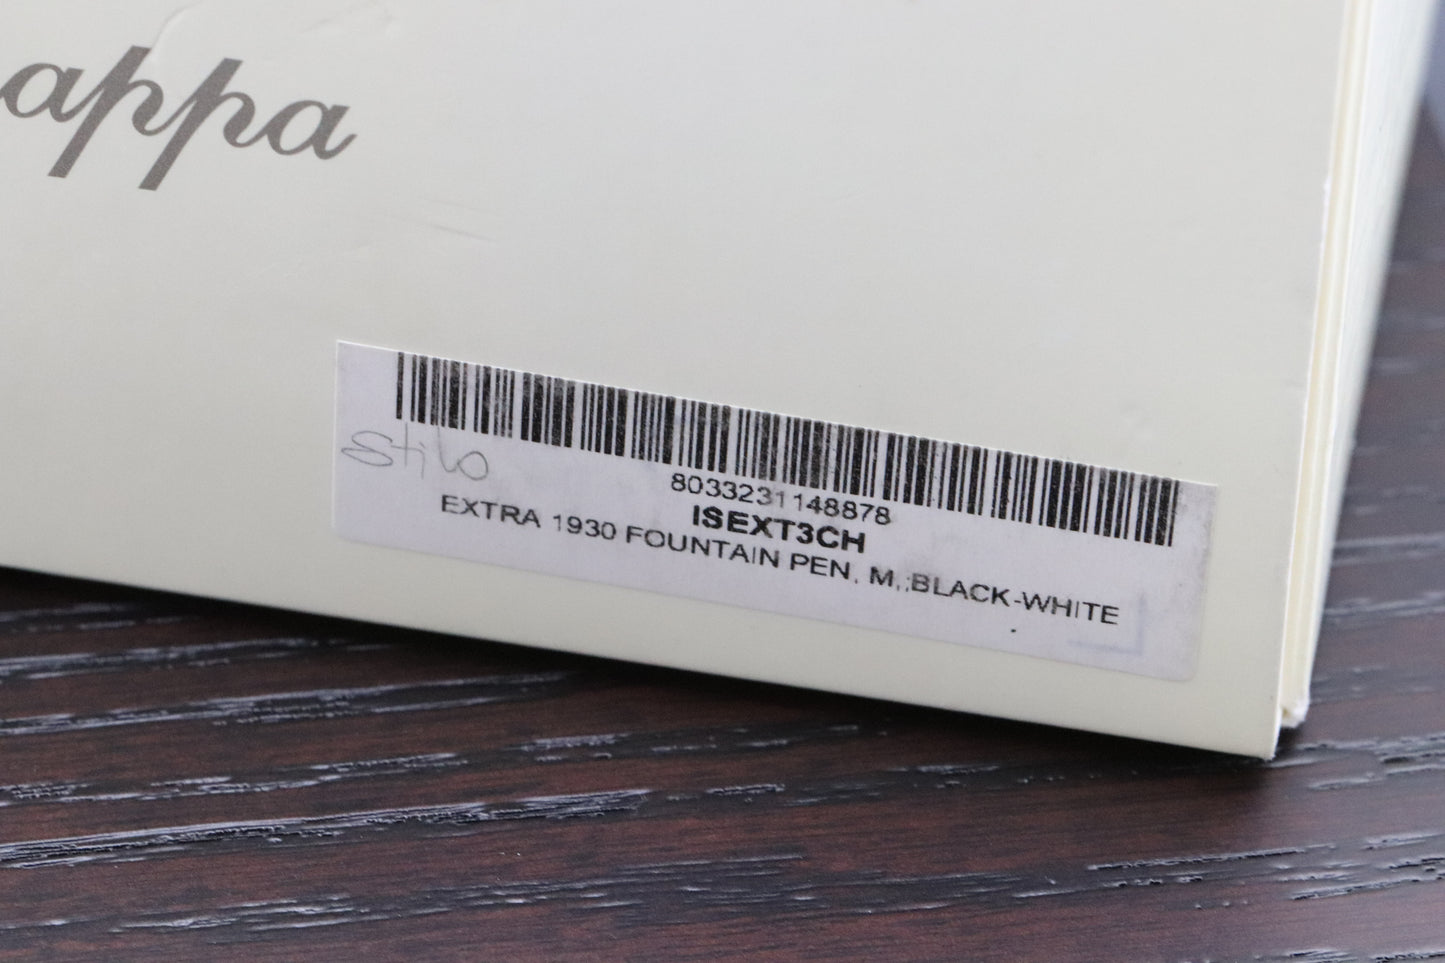 appa
stilo
8033231148878
ISEXT3CH
EXTRA 1930 FOUNTAIN PEN, M, BLACK-WHITE